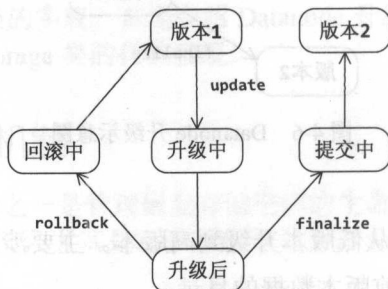 版本1
版本2
update
回滚中
升级中
提交中
rollback
finalize
升级后